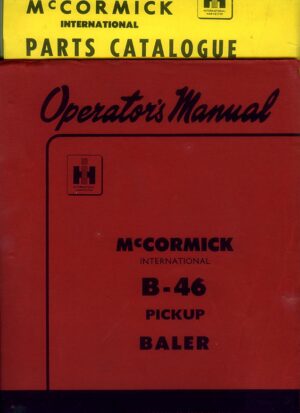 McCORMICK
INTERNATIONAL
PARTS CATALOGUE
Operator's Manual
McCORMICK
INTERNATIONAL
B-46
PICKUP
BALER